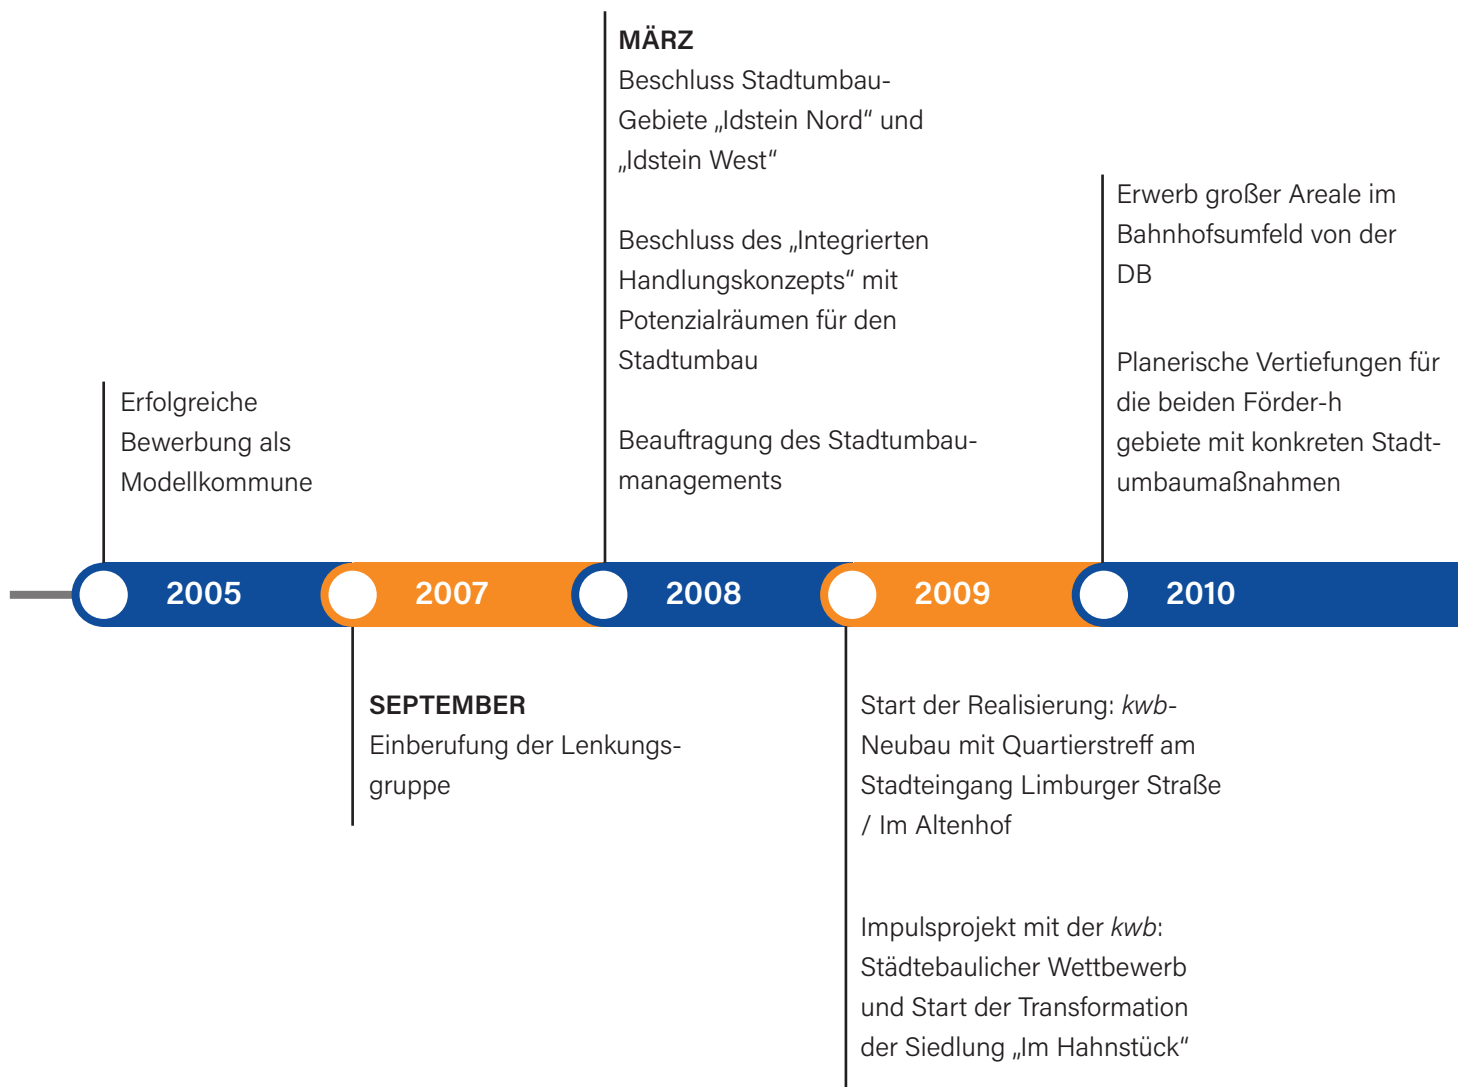 MÄRZ
Beschluss Stadtumbau-
Gebiete „Idstein Nord“ und
„Idstein West“
Beschluss des „Integrierten
Handlungskonzepts“ mit
Potenzialräumen für den
Stadtumbau
Beauftragung des Stadtumbau-
managements
Erwerb großer Areale im
Bahnhofsumfeld von der
DB
Planerische Vertiefungen für
die beiden Förder-h
gebiete mit konkreten Stadt-
umbaumaßnahmen
Erfolgreiche
Bewerbung als
Modellkommune
2005
2007
2008
2009
2010
SEPTEMBER
Einberufung der Lenkungs-
gruppe
Start der Realisierung: kwb-
Neubau mit Quartierstreff am
Stadteingang Limburger Straße
/ Im Altenhof
Impulsprojekt mit der kwb:
Städtebaulicher Wettbewerb
und Start der Transformation
der Siedlung „Im Hahnstück“